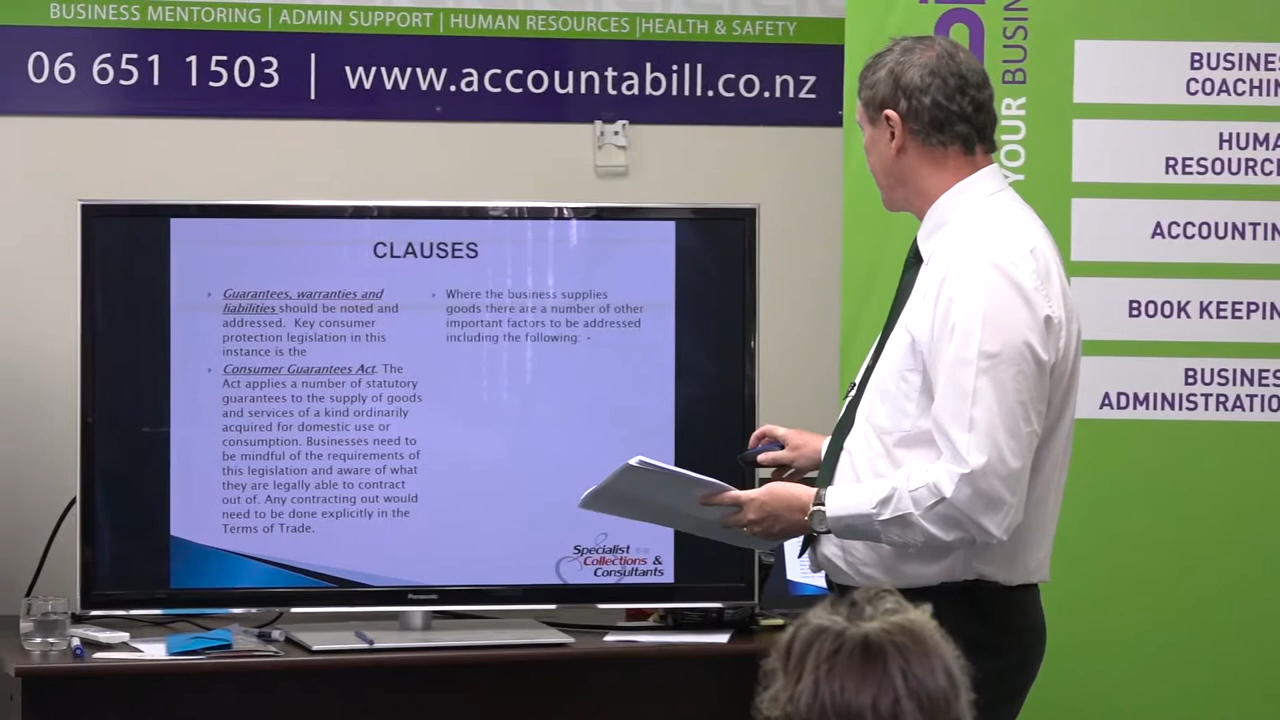 BUSINESS MENTORING | ADMIN SUPPORT | HUMAN RESOURCES |HEALTH & SAFETY
06 651 1503 | www.accountabill.co.nz
YOUR BUSIN
BUSINES
COACHIN
HUMA
RESOURCE
ACCOUNTIN
BOOK KEEPIN
BUSINES
ADMINISTRATIO
CLAUSES
Guarantees, warranties and
liabilities should be noted and
addressed. Key consumer
protection legislation in this
instance is the
Consumer Guarantees Act. The
Act applies a number of statutory
guarantees to the supply of goods
and services of a kind ordinarily
acquired for domestic use or
consumption. Businesses need to
be mindful of the requirements of
this legislation and aware of what
they are legally able to contract
out of. Any contracting out would
need to be done explicitly in the
Terms of Trade.
Where the business supplies
goods there are a number of other
important factors to be addressed
including the following: -
Specialist
Collections &
Consultants
Panasonic